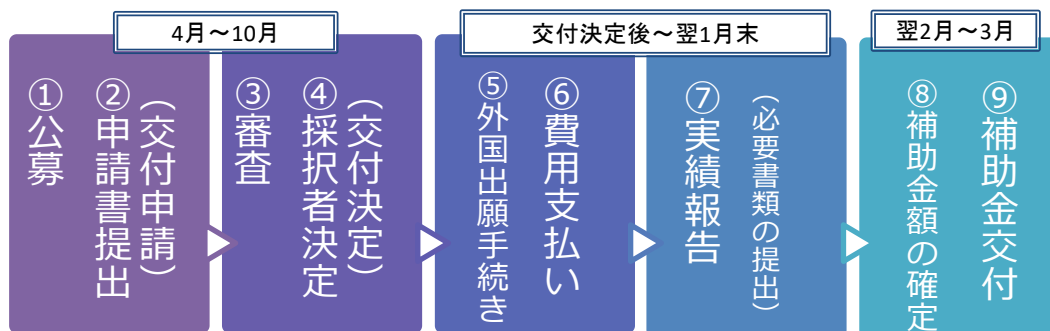 4月～10月
①公募
②申請書提出
（交付申請）
③審査
④採択者決定
（交付決定）
交付決定後～翌1月末
⑤外国出願手続き
⑥費用支払い
⑦実績報告
（必要書類の提出）
翌2月～3月
⑧補助金額の確定
⑨補助金交付